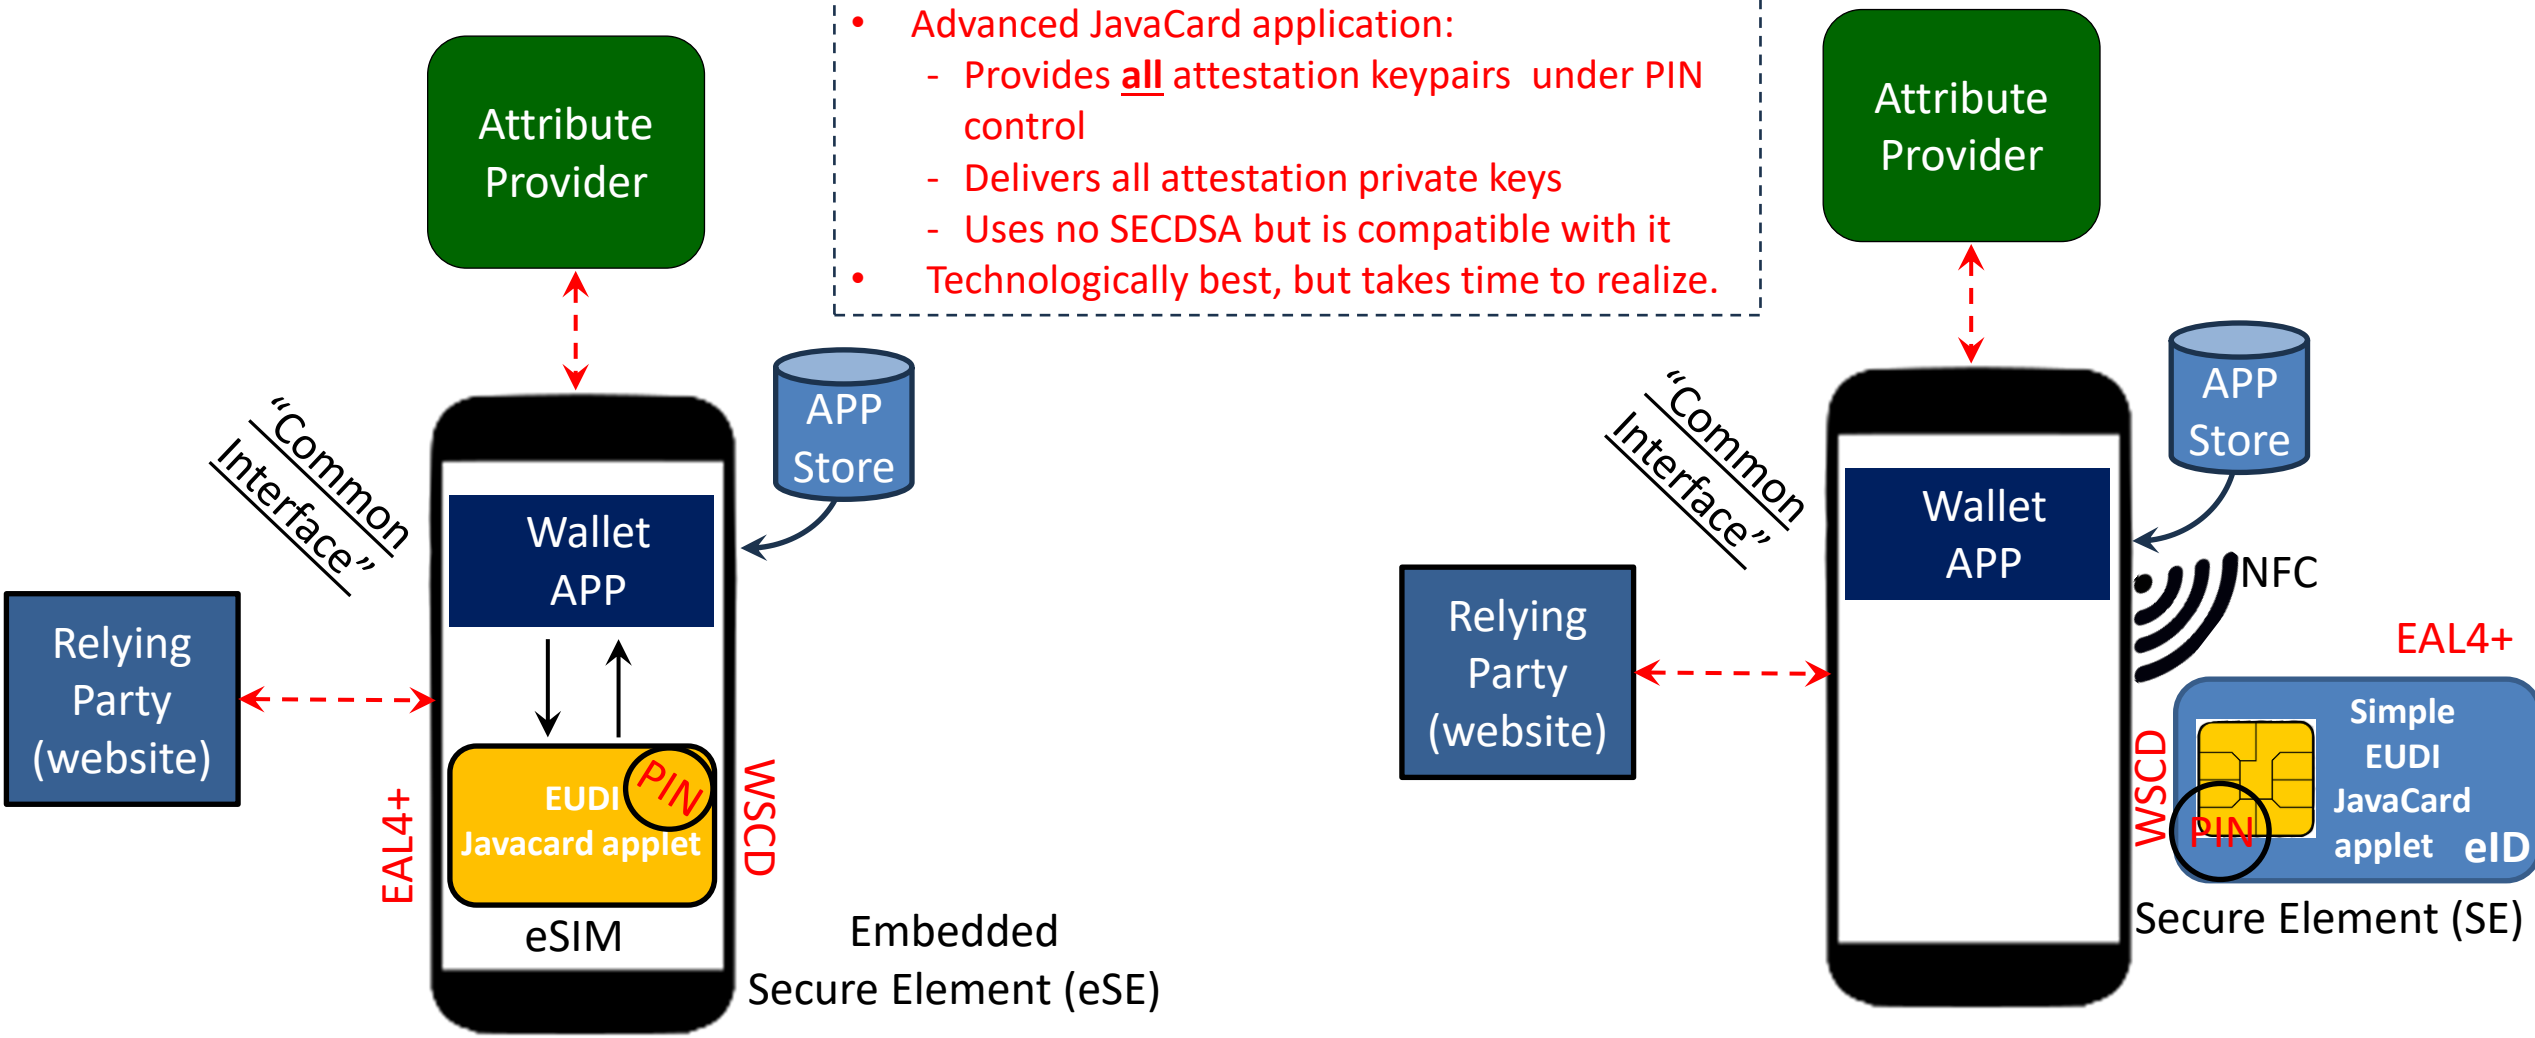 • Advanced JavaCard application:
- Provides all attestation keypairs under PIN
control
- Delivers all attestation private keys
- Uses no SECDSA but is compatible with it
• Technologically best, but takes time to realize.
Attribute
Provider
APP
Store
“Common
Interface”
Wallet
APP
Relying
Party
(website)
EUDI
Javacard applet
PIN
EAL4+
WSCD
eSIM
Embedded
Secure Element (eSE)
Attribute
Provider
APP
Store
“Common
Interface”
Wallet
APP
NFC
Relying
Party
(website)
EAL4+
WSCD
Simple
EUDI
JavaCard
applet eID
PIN
Secure Element (SE)